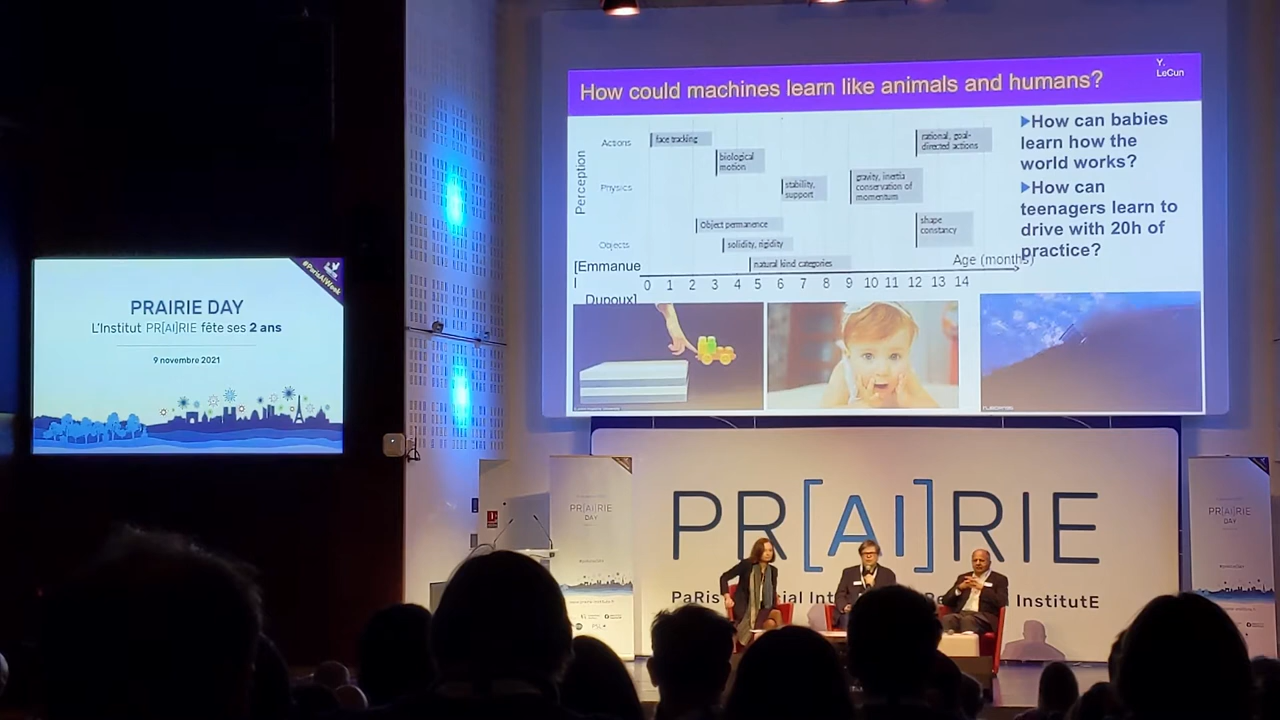 #ParisAIWeek
PRAIRIE DAY
L'Institut PR[AI]RIE fête ses 2 ans
9 novembre 2021
Y.
LeCun
How could machines learn like animals and humans?
Perception
Actions
Physics
Objects
face tracking
biological
motion
rational, goal-
directed actions
stability,
support
gravity, inertia
conservation of
momentum
Object permanence
solidity, rigidity
shape
constancy
natural kind categories
[Emmanue
l
Dupoux]
Age (months)
0 1 2 3 4 5 6 7 8 9 10 11 12 13 14
▶How can babies
learn how the
world works?
▶How can
teenagers learn to
drive with 20h of
practice?
PR[AI]RIE
PaRis
cial Int
Re
InstitutE
PR[AI]RIE
DAY
PSL
PR[AI]RIE
DAY